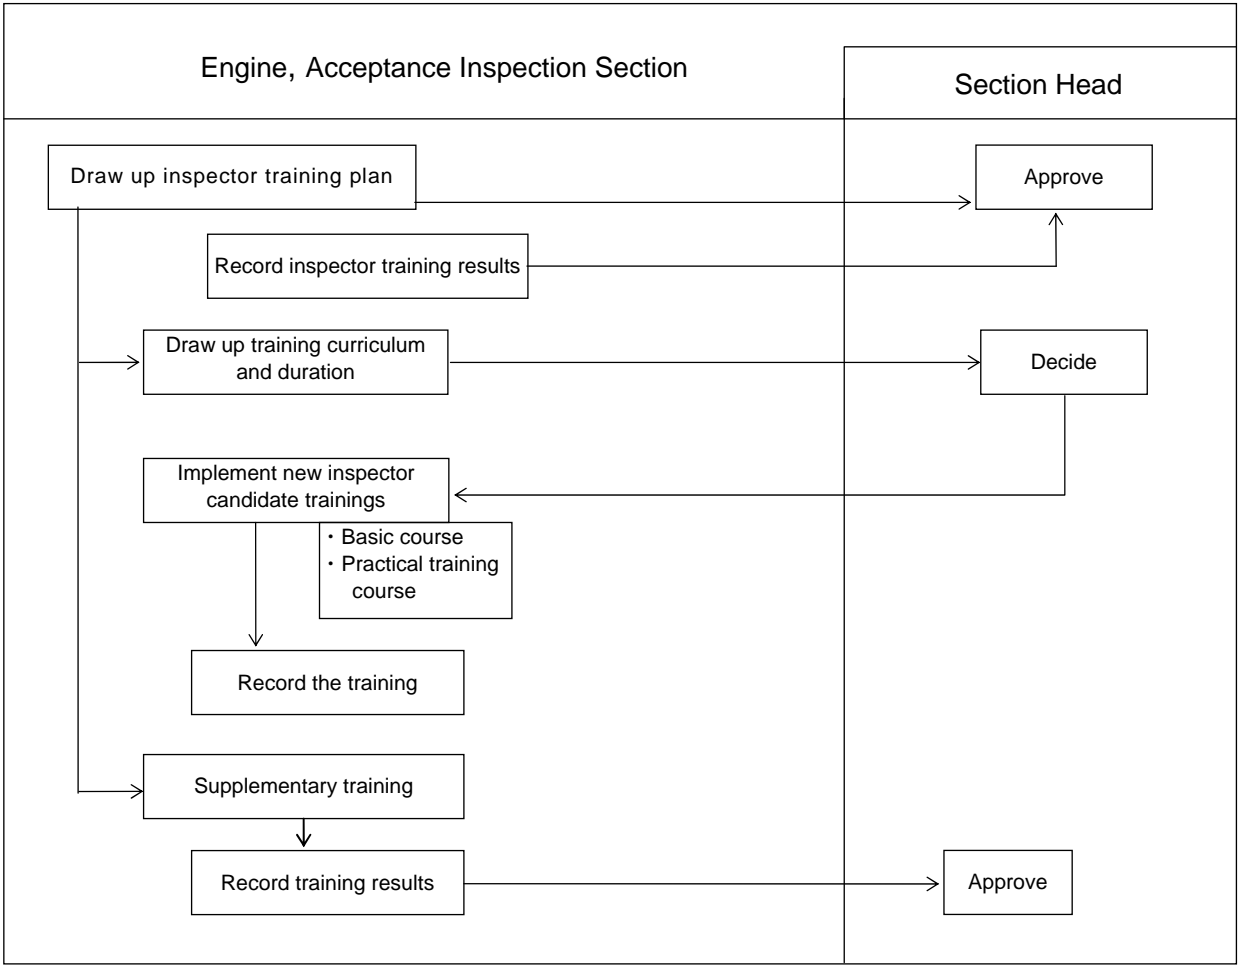 Engine, Acceptance Inspection Section
Section Head
Draw up inspector training plan
Approve
Record inspector training results
Draw up training curriculum
and duration
Decide
Implement new inspector
candidate trainings
・Basic course
・Practical training
course
Record the training
Supplementary training
Record training results
Approve